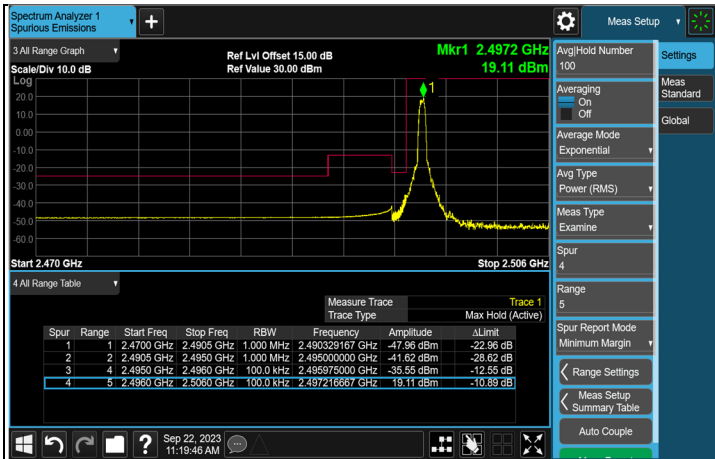 Spectrum Analyzer 1
Spurious Emissions
Meas Setup
3 All Range Graph
Scale/Div 10.0 dB
Ref Lvl Offset 15.00 dB
Ref Value 30.00 dBm
Mkr1 2.4972 GHz
19.11 dBm
Log
20.0
10.0
0.00
-10.0
-20.0
-30.0
-40.0
-50.0
-60.0
1
Start 2.470 GHz
Stop 2.506 GHz
4 All Range Table
Measure Trace Trace 1
Trace Type Max Hold (Active)
Spur Range Start Freq Stop Freq RBW Frequency Amplitude ΔLimit
1 1 2.4700 GHz 2.4905 GHz 1.000 MHz 2.490329167 GHz -47.96 dBm -22.96 dB
2 2 2.4905 GHz 2.4950 GHz 1.000 MHz 2.495000000 GHz -41.62 dBm -28.62 dB
3 4 2.4950 GHz 2.4960 GHz 100.0 kHz 2.495975000 GHz -35.55 dBm -12.55 dB
4 5 2.4960 GHz 2.5060 GHz 100.0 kHz 2.497216667 GHz 19.11 dBm -10.89 dB
Avg|Hold Number
100
Averaging
On
Off
Average Mode
Exponential
Avg Type
Power (RMS)
Meas Type
Examine
Spur
4
Range
5
Spur Report Mode
Minimum Margin
Range Settings
Meas Setup
Summary Table
Auto Couple
Settings
Meas
Standard
Global
Sep 22, 2023
11:19:46 AM